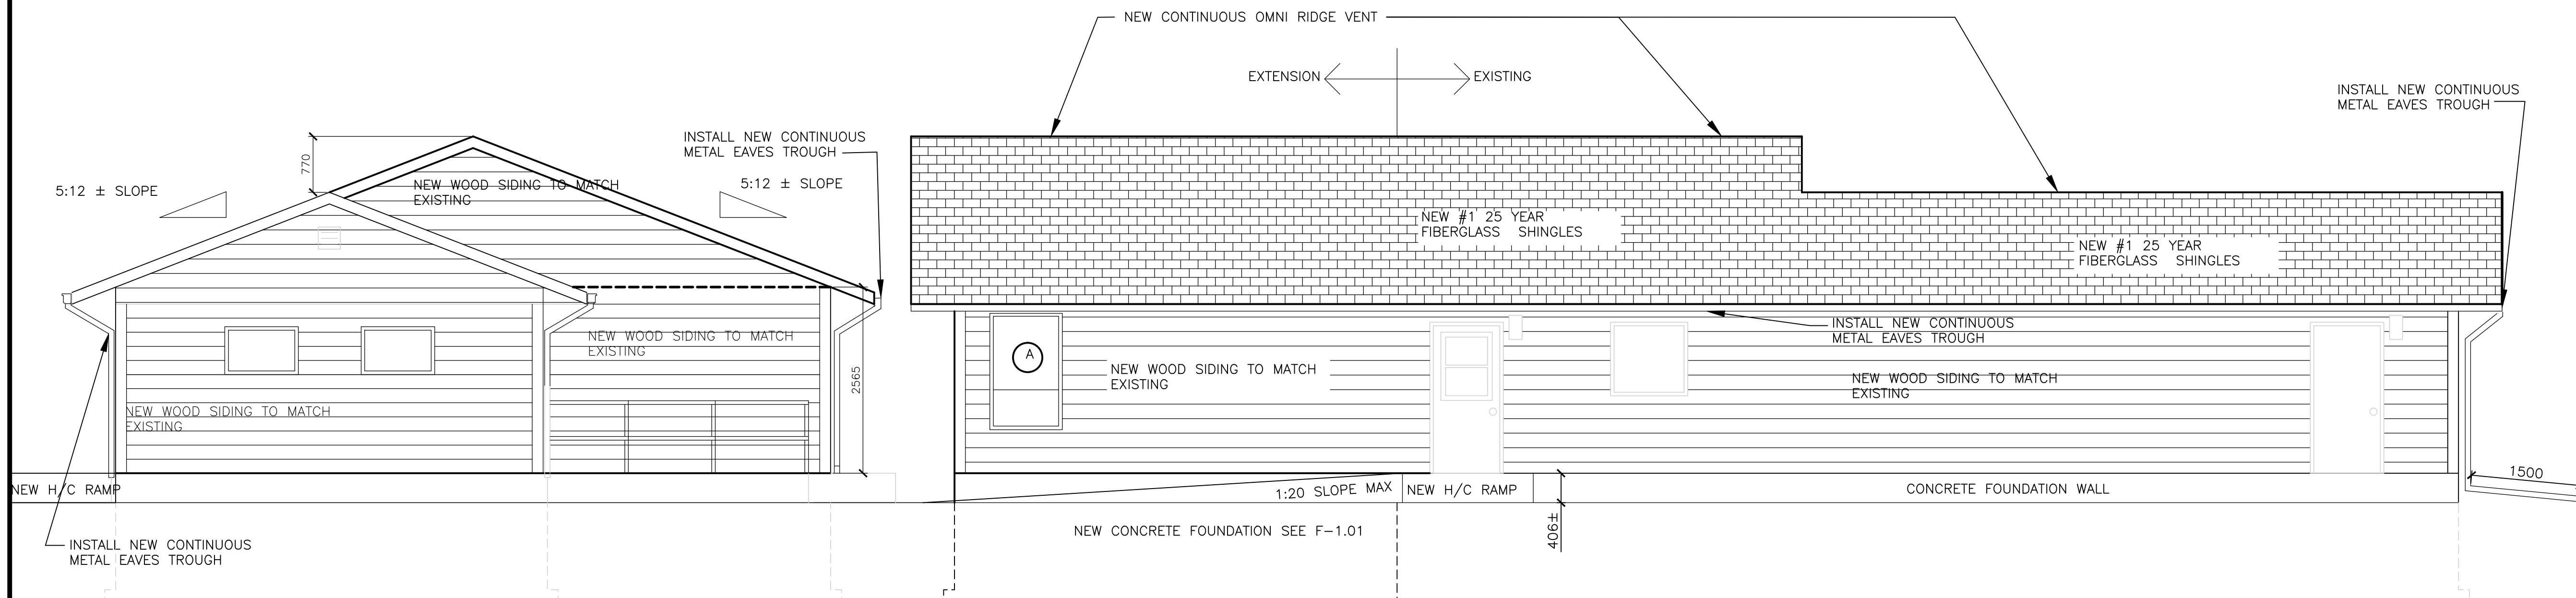 NEW CONTINUOUS OMNI RIDGE VENT
EXTENSION
EXISTING
INSTALL NEW CONTINUOUS
METAL EAVES TROUGH
INSTALL NEW CONTINUOUS
METAL EAVES TROUGH
770
5:12 ± SLOPE
NEW WOOD SIDING TO MATCH
EXISTING
5:12 ± SLOPE
NEW #1 25 YEAR
FIBERGLASS SHINGLES
NEW #1 25 YEAR
FIBERGLASS SHINGLES
NEW WOOD SIDING TO MATCH
EXISTING
2565
A
NEW WOOD SIDING TO MATCH
EXISTING
INSTALL NEW CONTINUOUS
METAL EAVES TROUGH
NEW WOOD SIDING TO MATCH
EXISTING
NEW WOOD SIDING TO MATCH
EXISTING
NEW H/C RAMP
1:20 SLOPE MAX
NEW H/C RAMP
CONCRETE FOUNDATION WALL
1500
406±
NEW CONCRETE FOUNDATION SEE F-1.01
INSTALL NEW CONTINUOUS
METAL EAVES TROUGH